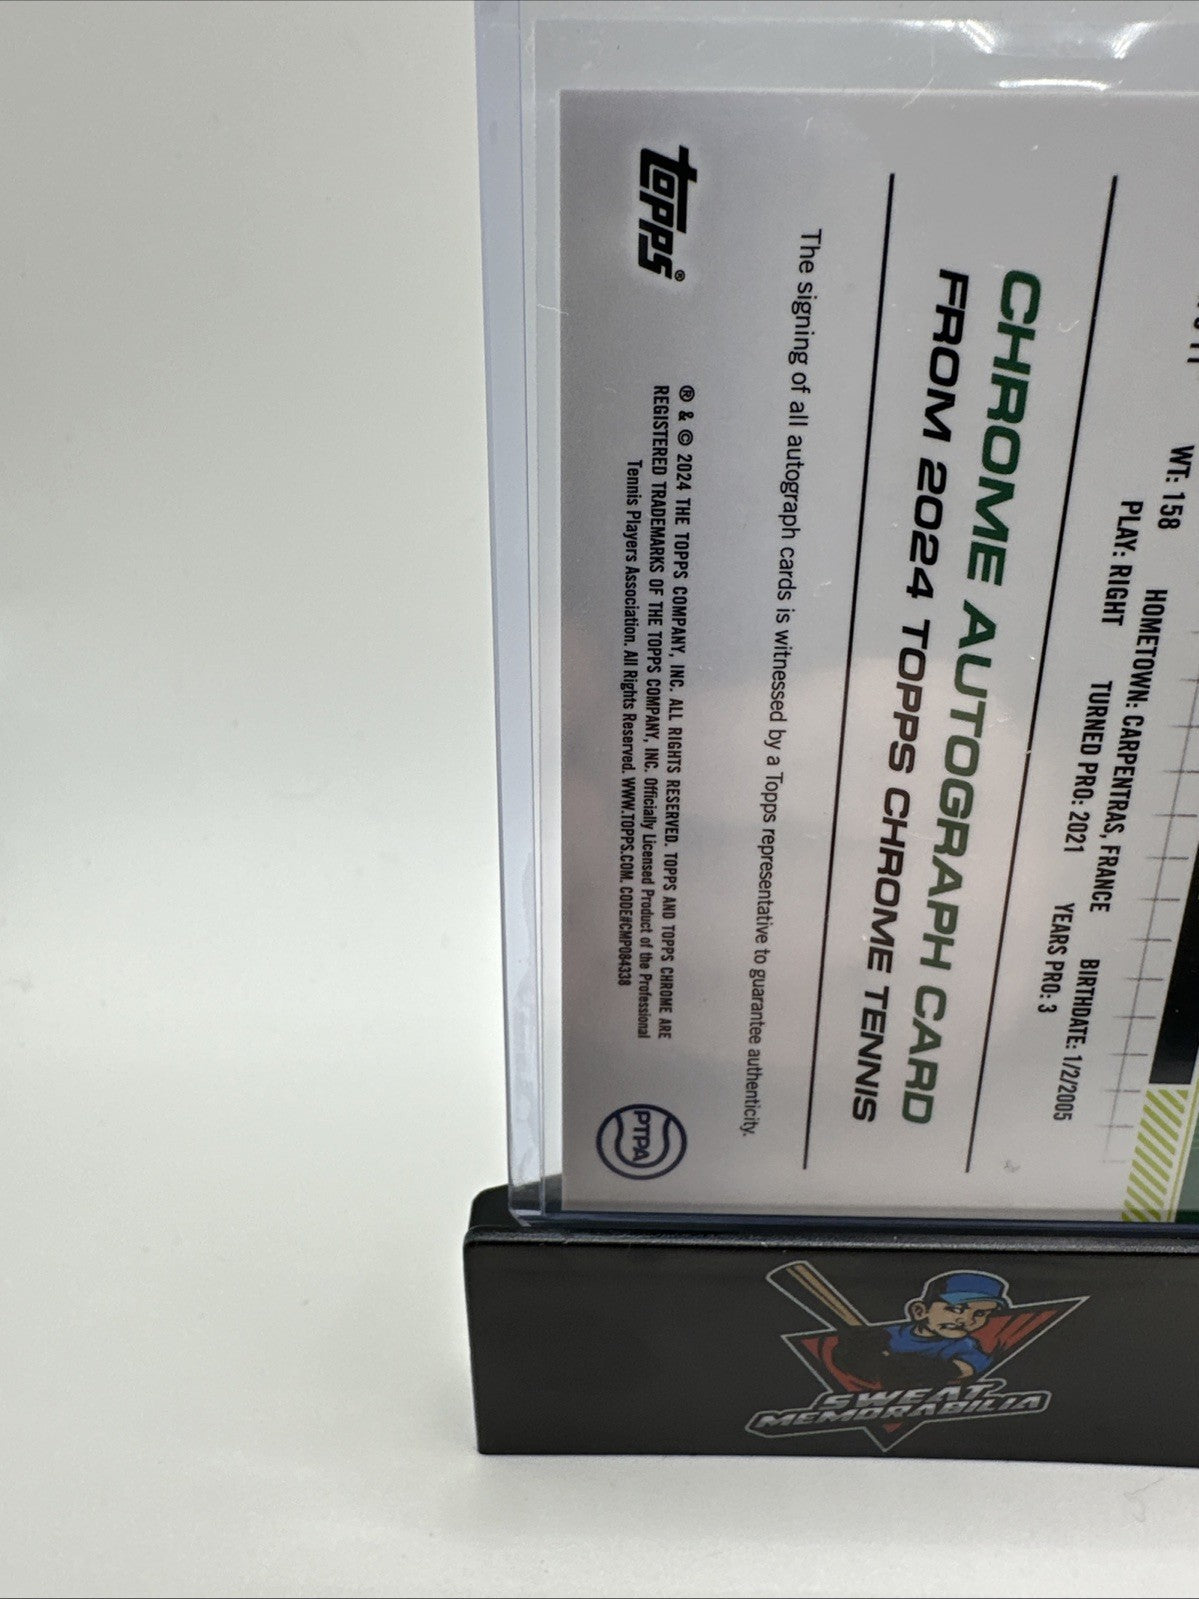 WT: 158 HOMETOWN: CARPENTRAS, FRANCE BIRTHDATE: 1/2/2005
PLAY: RIGHT TURNED PRO: 2021 YEARS PRO: 3
CHROME AUTOGRAPH CARD
FROM 2024 TOPPS CHROME TENNIS
The signing of all autograph cards is witnessed by a Topps representative to guarantee authenticity.
topps®
® & © 2024 THE TOPPS COMPANY, INC. ALL RIGHTS RESERVED. TOPPS AND TOPPS CHROME ARE
REGISTERED TRADEMARKS OF THE TOPPS COMPANY, INC. Officially Licensed Product of the Professional
Tennis Players Association. All Rights Reserved. WWW.TOPPS.COM. CODE#CMP084338
PTPA
SWEAT
MEMORABILIA